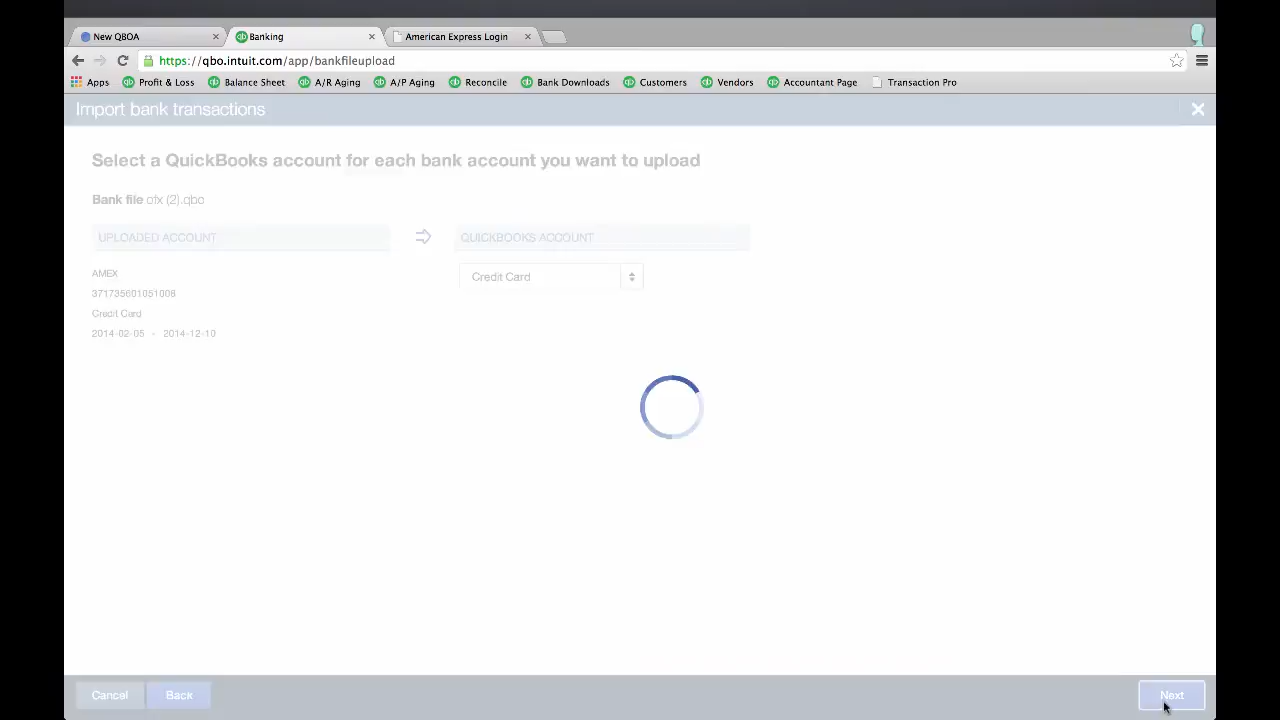 New QBOA
Banking
American Express Login
https://qbo.intuit.com/app/bankfileupload
Apps Profit & Loss Balance Sheet A/R Aging A/P Aging Reconcile Bank Downloads Customers Vendors Accountant Page Transaction Pro
Import bank transactions
Select a QuickBooks account for each bank account you want to upload
Bank file ofx (2).qbo
UPLOADED ACCOUNT
QUICKBOOKS ACCOUNT
AMEX
Credit Card
371735601051008
Credit Card
2014-02-05 - 2014-12-10
Cancel
Back
Next